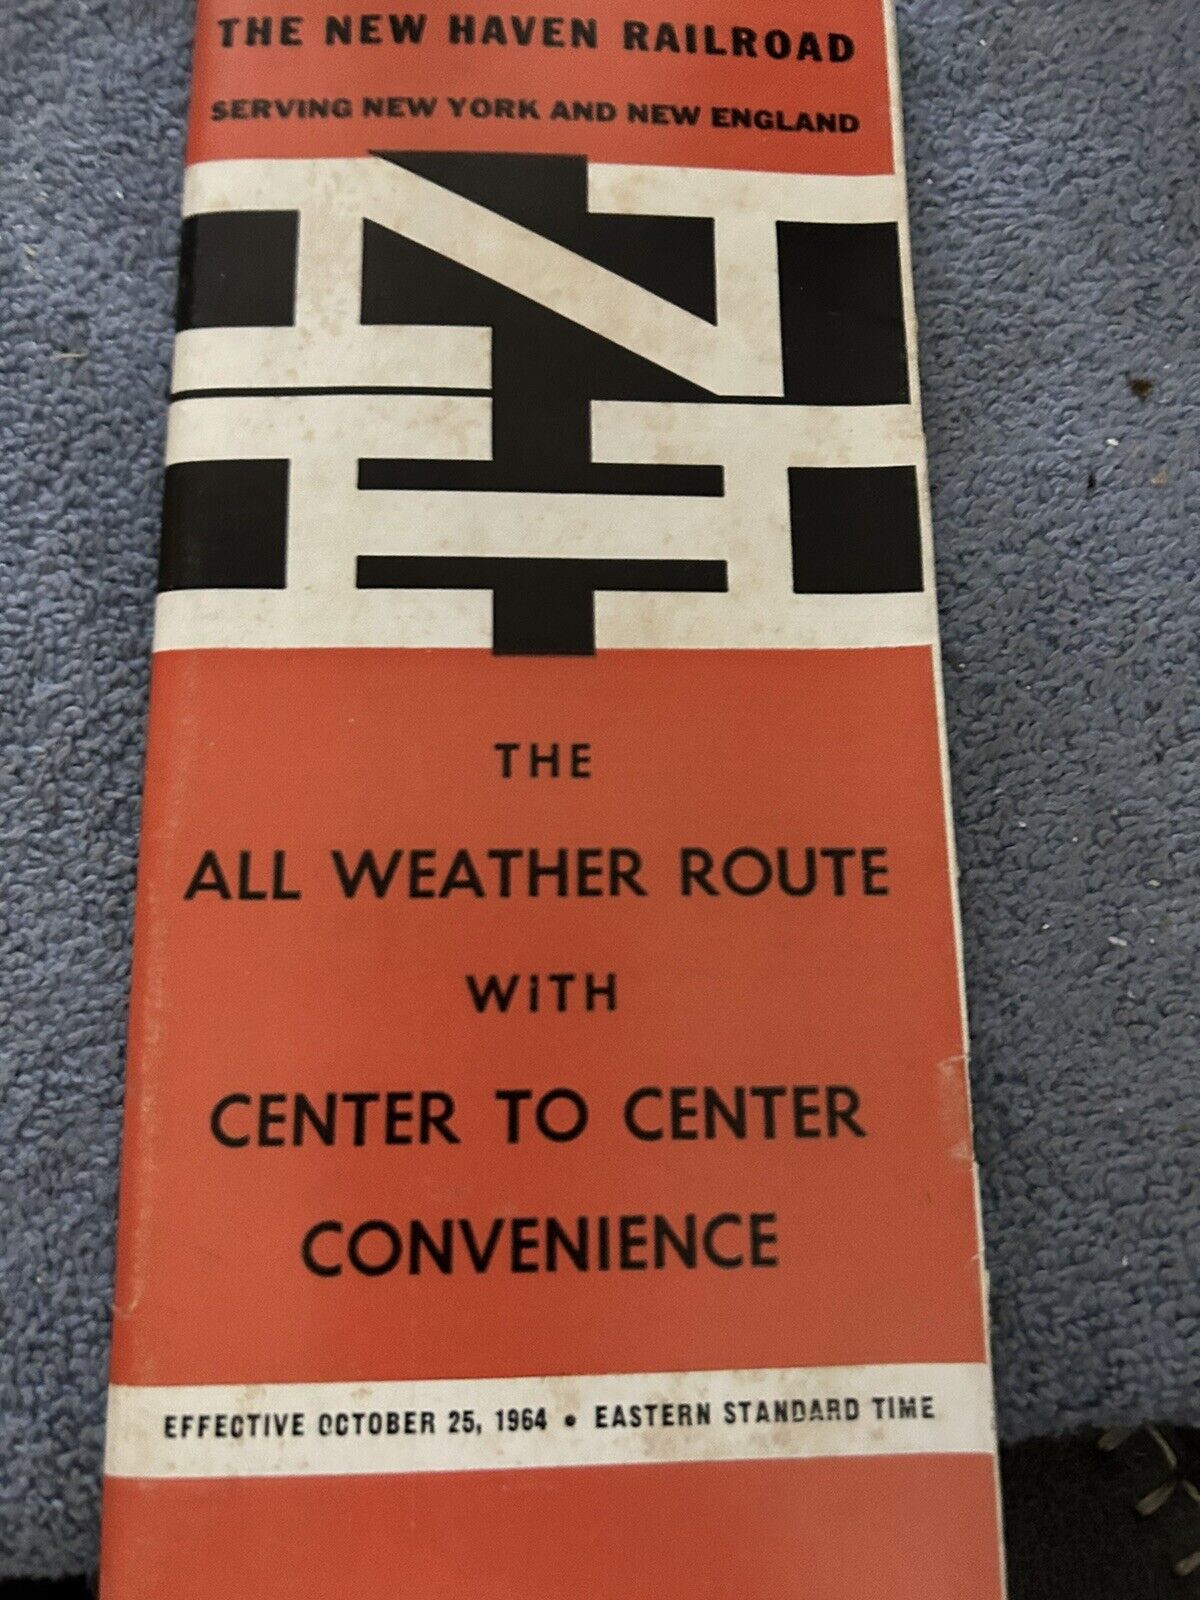 THE NEW HAVEN RAILROAD
SERVING NEW YORK AND NEW ENGLAND
N
H
THE
ALL WEATHER ROUTE
WiTH
CENTER TO CENTER
CONVENIENCE
EFFECTIVE OCTOBER 25, 1964 • EASTERN STANDARD TIME